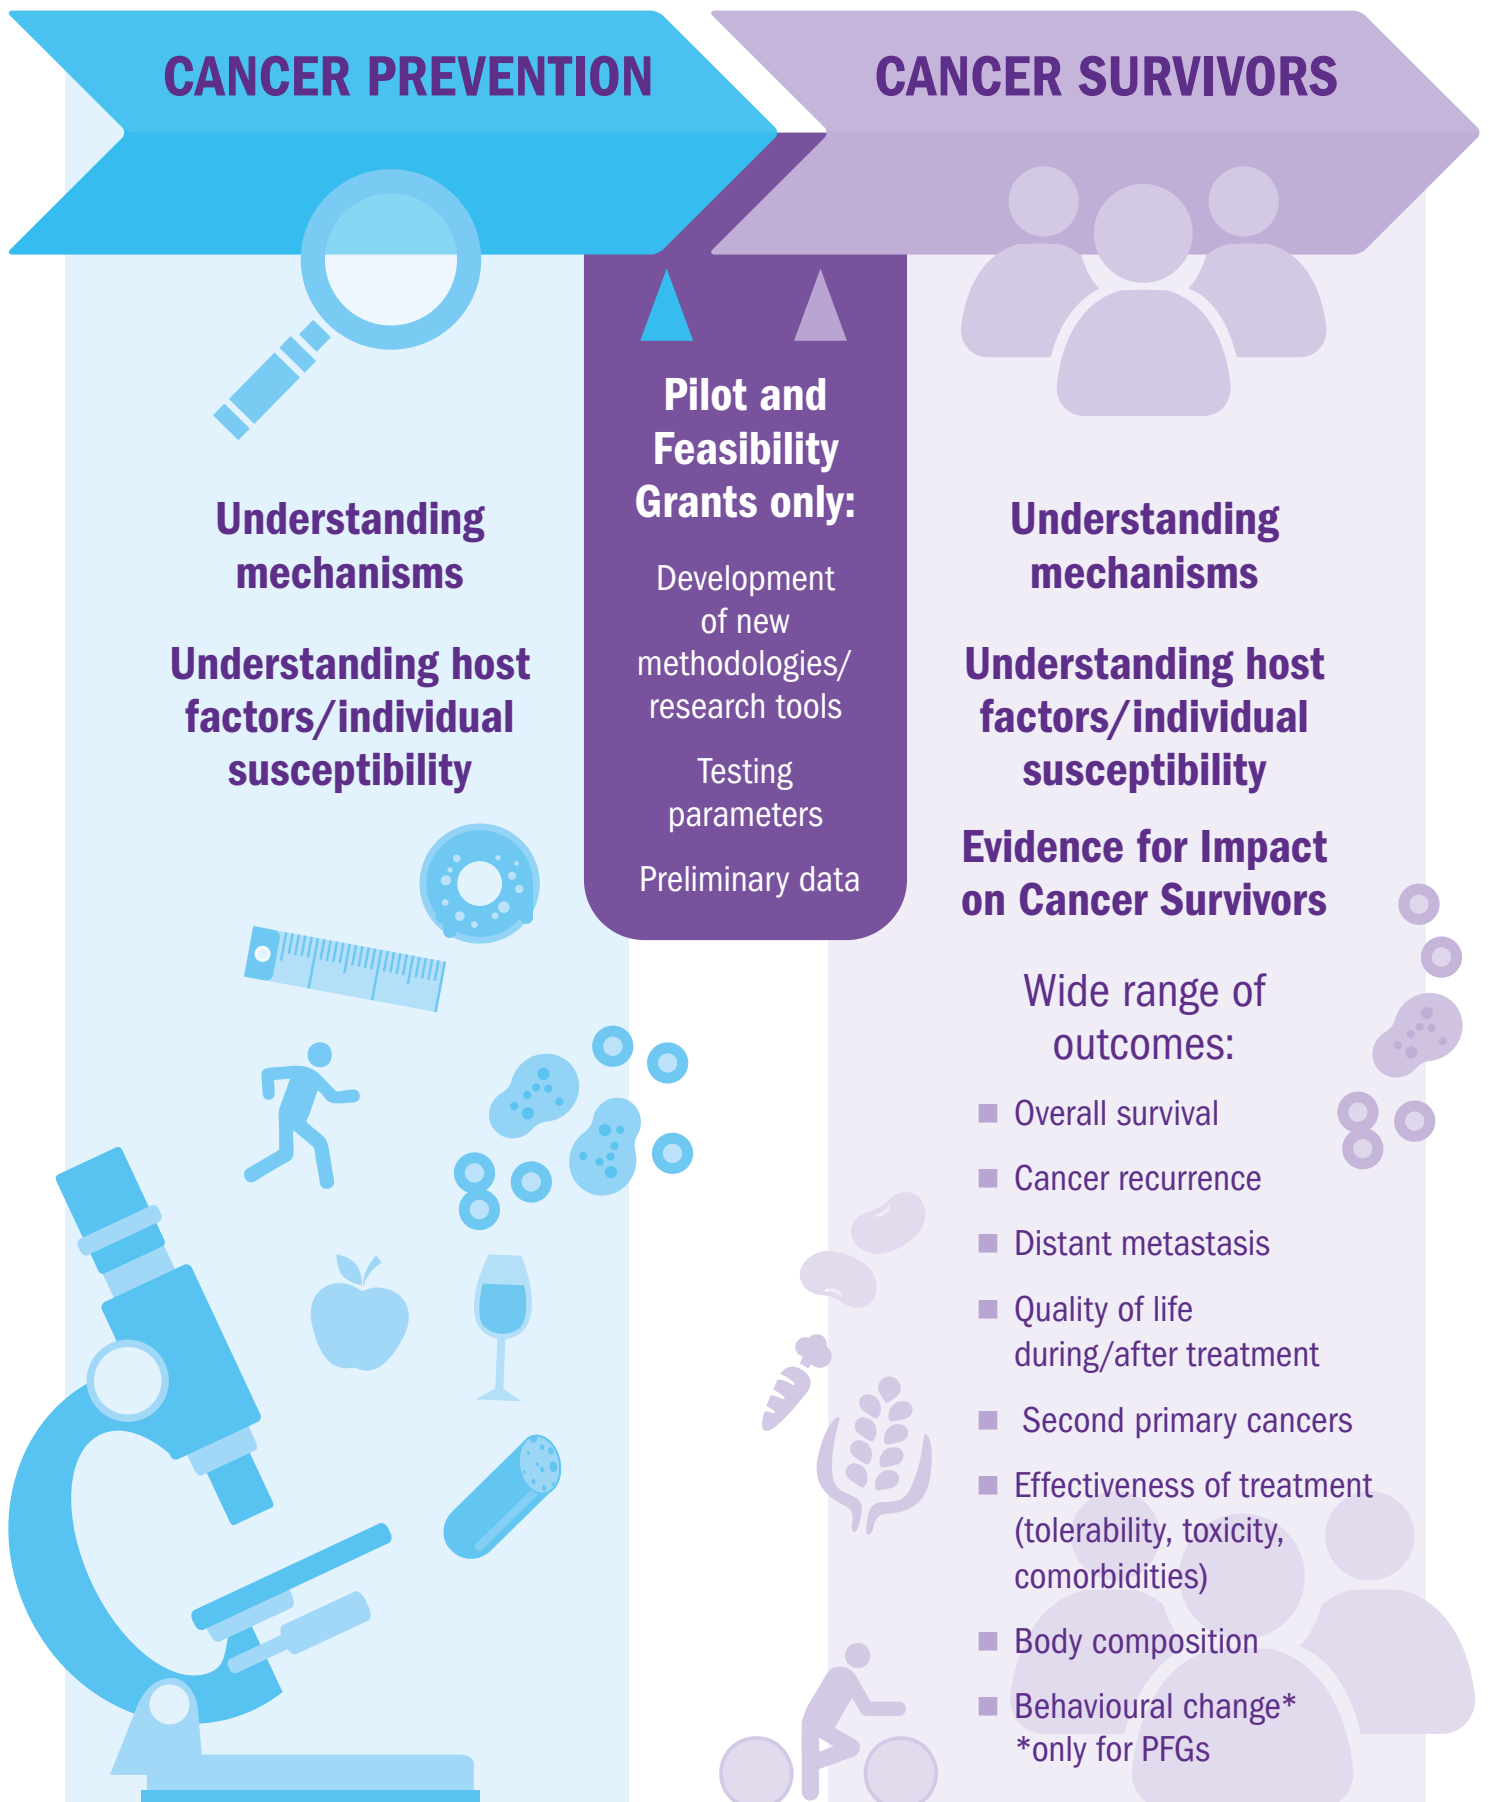 CANCER PREVENTION
CANCER SURVIVORS
Understanding
mechanisms
Understanding host
factors/individual
susceptibility
Pilot and
Feasibility
Grants only:
Development
of new
methodologies/
research tools
Testing
parameters
Preliminary data
Understanding
mechanisms
Understanding host
factors/individual
susceptibility
Evidence for Impact
on Cancer Survivors
Wide range of
outcomes:
■ Overall survival
■ Cancer recurrence
■ Distant metastasis
■ Quality of life
during/after treatment
■ Second primary cancers
■ Effectiveness of treatment
(tolerability, toxicity,
comorbidities)
■ Body composition
■ Behavioural change*
*only for PFGs